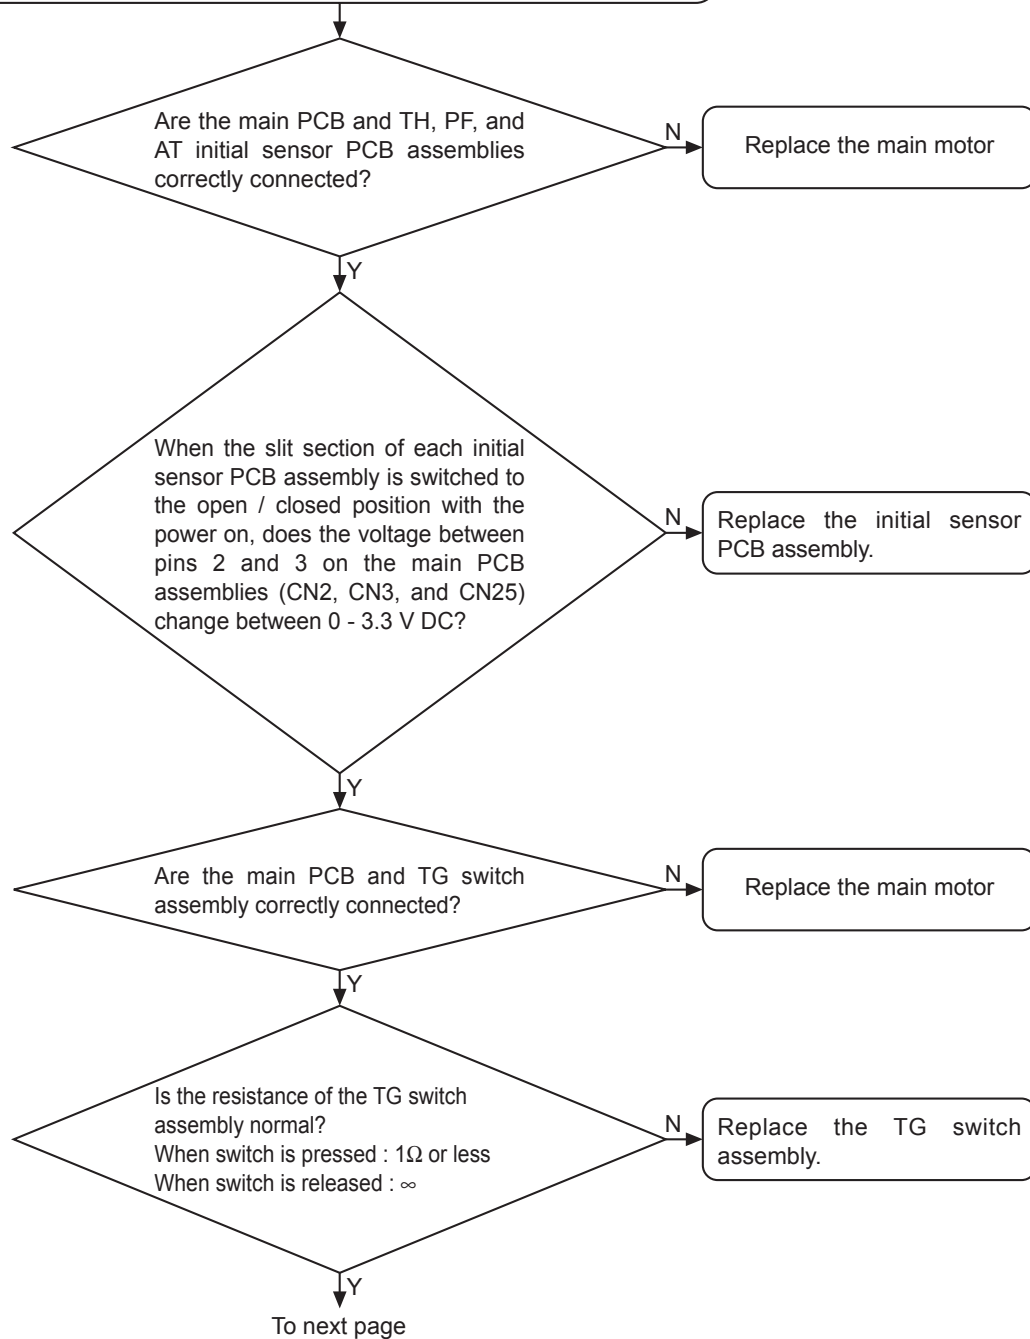 Are the main PCB and TH, PF, and
AT initial sensor PCB assemblies
correctly connected?
N
Replace the main motor
Y
When the slit section of each initial
sensor PCB assembly is switched to
the open / closed position with the
power on, does the voltage between
pins 2 and 3 on the main PCB
assemblies (CN2, CN3, and CN25)
change between 0 - 3.3 V DC?
N
Replace the initial sensor
PCB assembly.
Y
Are the main PCB and TG switch
assembly correctly connected?
N
Replace the main motor
Y
Is the resistance of the TG switch
assembly normal?
When switch is pressed : 1Ω or less
When switch is released : ∞
N
Replace the TG switch
assembly.
Y
To next page